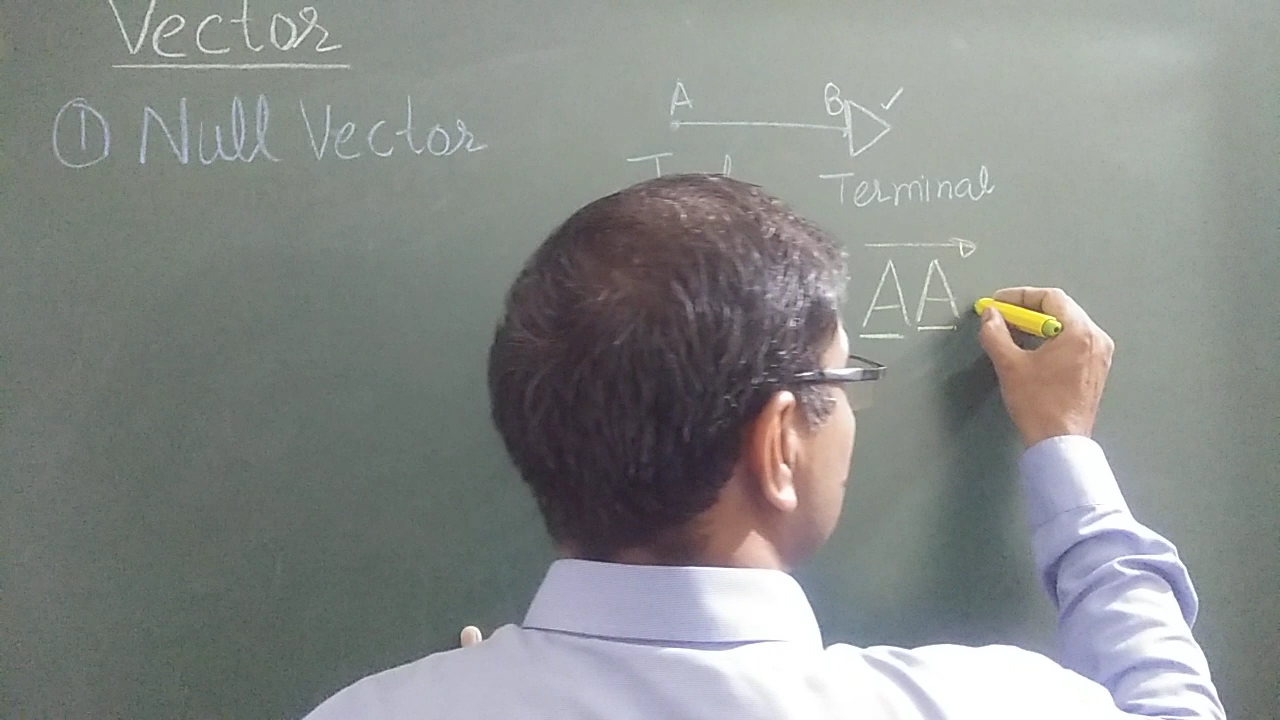 Vector
① Null Vector
A B ✓
Terminal
AA